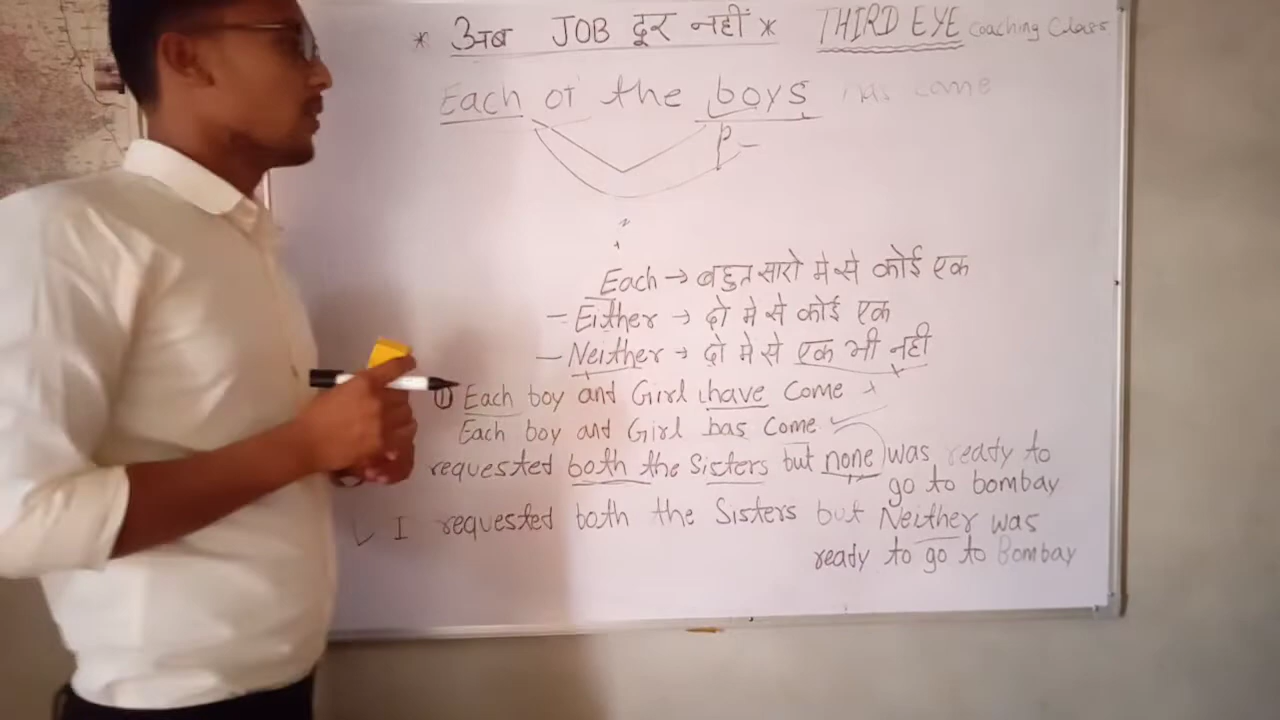 * अब JOB दूर नहीं * THIRD EYE Coaching Class
Each of the boys has come
P
Each → बहुत सारो मे से कोई एक
- Either → दो मे से कोई एक
- Neither → दो मे से एक भी नहीं
① Each boy and Girl have Come ×
Each boy and Girl has Come ✓
requested both the Sisters but none was ready to
go to bombay
✓ I requested both the Sisters but Neither was
ready to go to Bombay